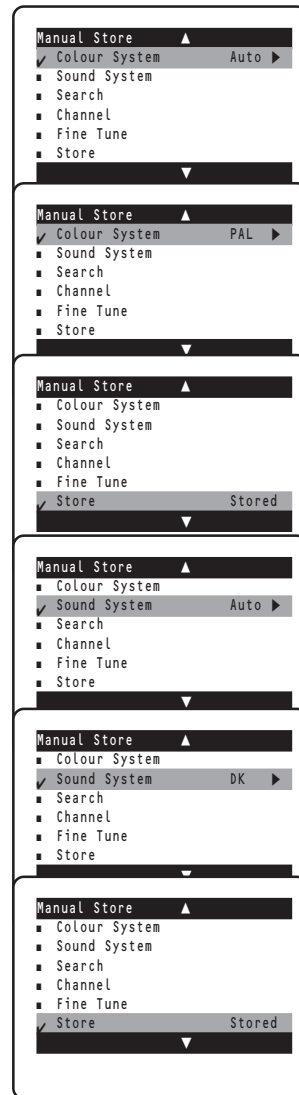 Manual Store ▲
✓ Colour System Auto ▶
▪ Sound System
▪ Search
▪ Channel
▪ Fine Tune
▪ Store
▼
Manual Store ▲
✓ Colour System PAL ▶
▪ Sound System
▪ Search
▪ Channel
▪ Fine Tune
▪ Store
▼
Manual Store ▲
▪ Colour System
▪ Sound System
▪ Search
▪ Channel
▪ Fine Tune
✓ Store Stored
▼
Manual Store ▲
▪ Colour System
✓ Sound System Auto ▶
▪ Search
▪ Channel
▪ Fine Tune
▪ Store
▼
Manual Store ▲
▪ Colour System
✓ Sound System DK ▶
▪ Search
▪ Channel
▪ Fine Tune
▪ Store
▼
Manual Store ▲
▪ Colour System
▪ Sound System
▪ Search
▪ Channel
▪ Fine Tune
✓ Store Stored
▼